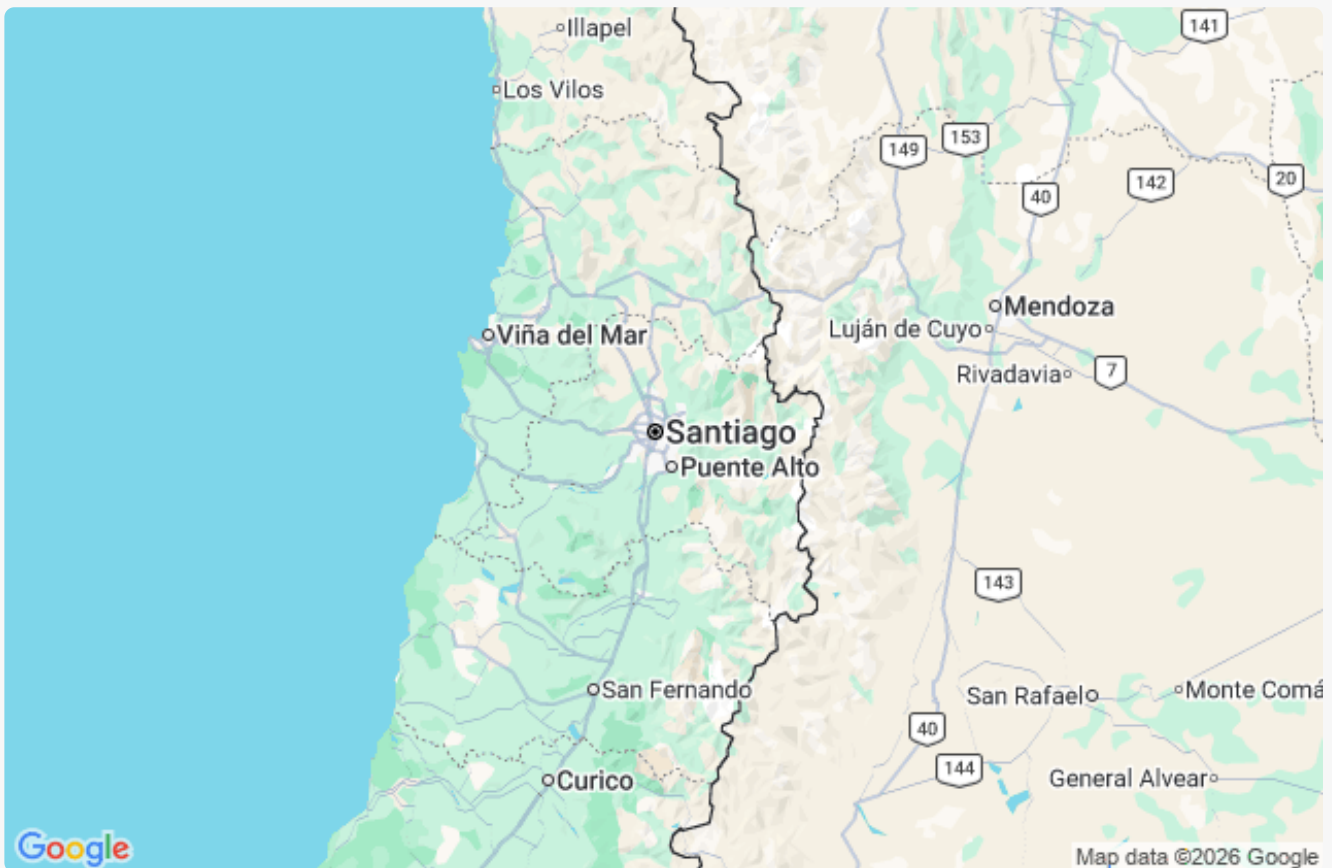 Illapel
141
Los Vilos
153
149
142
20
40
Mendoza
Viña del Mar
Luján de Cuyo
Rivadavia
7
Santiago
Puente Alto
143
San Fernando
San Rafael
Monte Comá
40
144
Curico
General Alvear
Google
Map data ©2026 Google